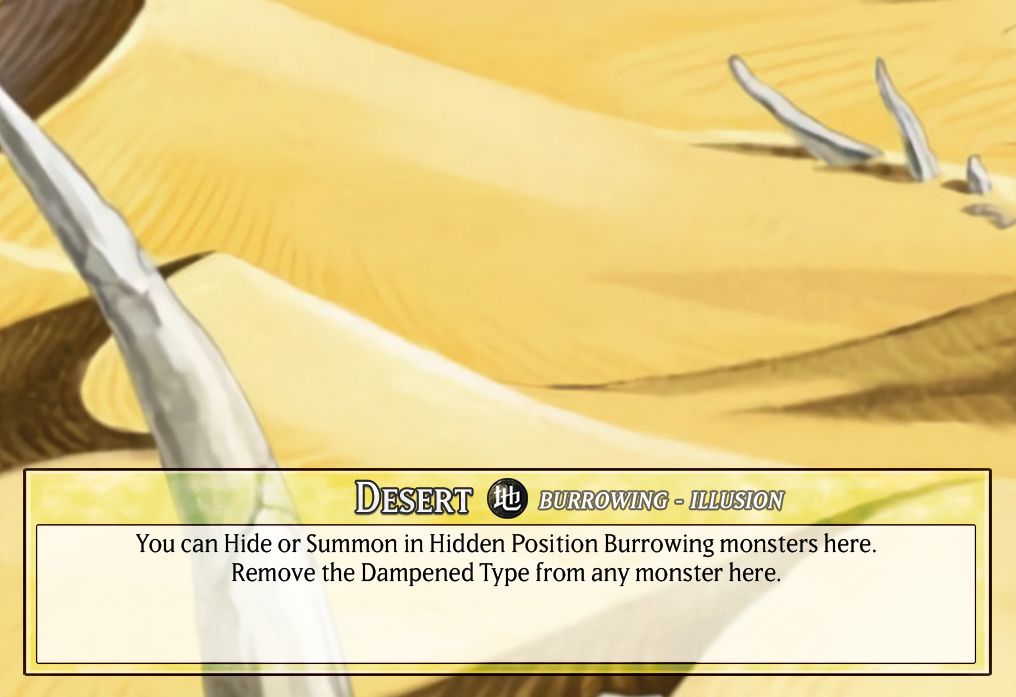 Desert 地 BURROWING - ILLUSION
You can Hide or Summon in Hidden Position Burrowing monsters here.
Remove the Dampened Type from any monster here.